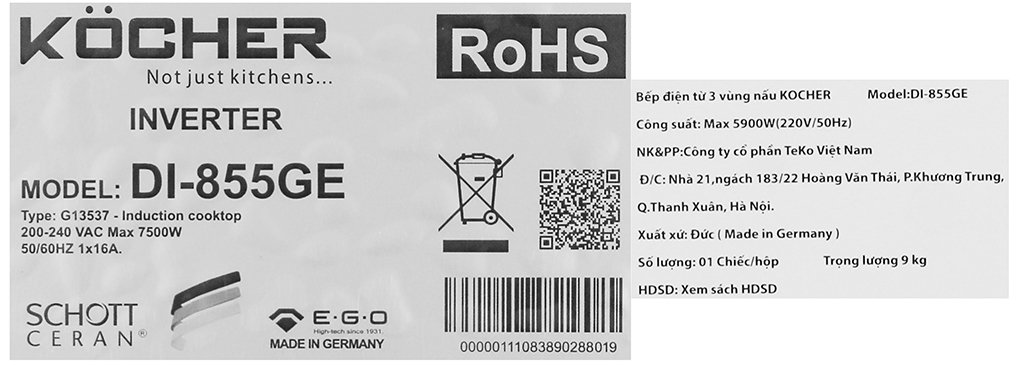 KÖCHER
Not just kitchens...
RoHS
INVERTER
MODEL: DI-855GE
Type: G13537 - Induction cooktop
200-240 VAC Max 7500W
50/60HZ 1x16A.
SCHOTT
CERAN®
E·G·O
High-tech since 1931.
MADE IN GERMANY
00000111083890288019
Bếp điện từ 3 vùng nấu KOCHER Model:DI-855GE
Công suất: Max 5900W(220V/50Hz)
NK&PP:Công ty cổ phần TeKo Việt Nam
Đ/C: Nhà 21,ngách 183/22 Hoàng Văn Thái, P.Khương Trung,
Q.Thanh Xuân, Hà Nội.
Xuất xứ: Đức ( Made in Germany )
Số lượng: 01 Chiếc/hộp Trọng lượng 9 kg
HDSD: Xem sách HDSD